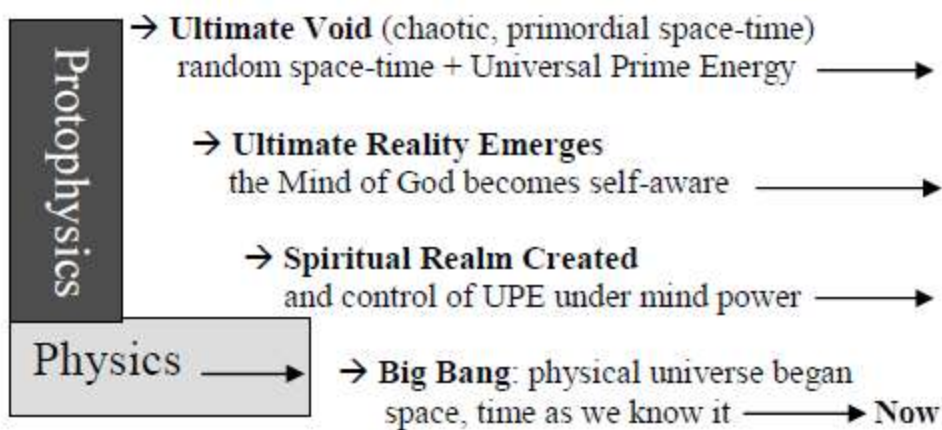 Protophysics
→ Ultimate Void (chaotic, primordial space-time)
random space-time + Universal Prime Energy
→ Ultimate Reality Emerges
the Mind of God becomes self-aware
→ Spiritual Realm Created
and control of UPE under mind power
Physics
→ Big Bang: physical universe began
space, time as we know it → Now